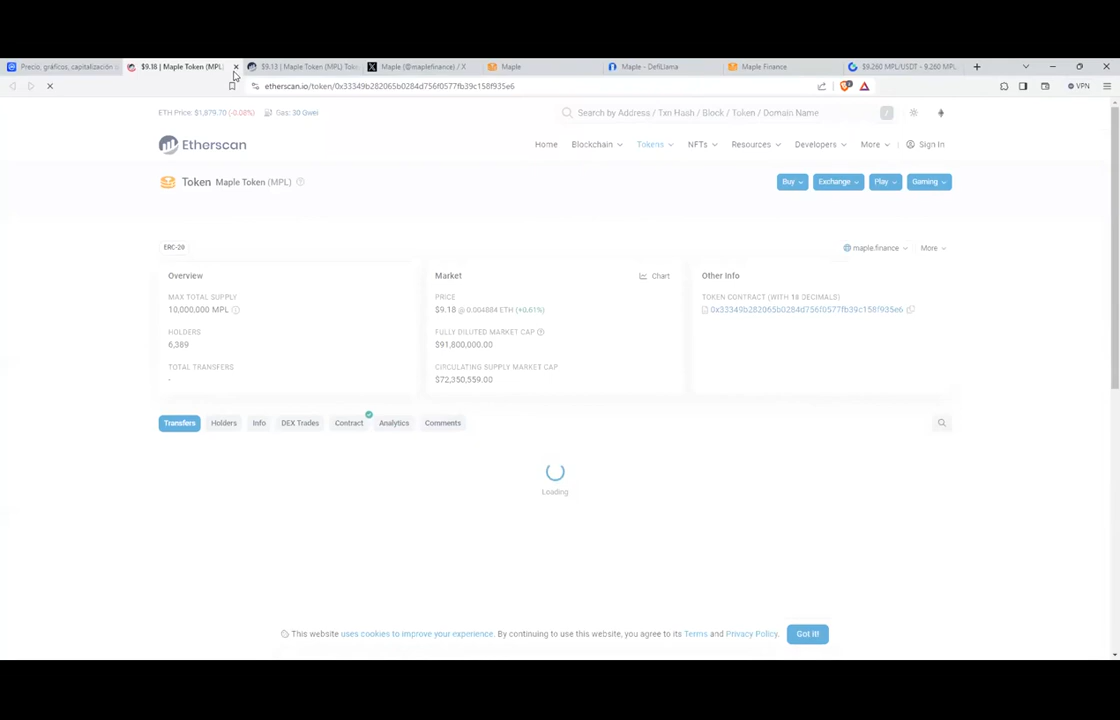 Precio, gráficos, capitalización d
$9.18 | Maple Token (MPL)
$9.13 | Maple Token (MPL) Toke
Maple (@maplefinance) / X
Maple
Maple - DefiLlama
Maple Finance
$9.260 MPL/USDT - 9.260 MPL
etherscan.io/token/0x33349b282065b0284d756f0577fb39c158f935e6
VPN
ETH Price: $1,879.70 (-0.08%)
Gas: 30 Gwei
Search by Address / Txn Hash / Block / Token / Domain Name
/
Etherscan
Home
Blockchain
Tokens
NFTs
Resources
Developers
More
Sign In
Token Maple Token (MPL)
Buy
Exchange
Play
Gaming
ERC-20
maple.finance
More
Overview
MAX TOTAL SUPPLY
10,000,000 MPL
HOLDERS
6,389
TOTAL TRANSFERS
-
Market
Chart
PRICE
$9.18 @ 0.004884 ETH (+0.61%)
FULLY DILUTED MARKET CAP
$91,800,000.00
CIRCULATING SUPPLY MARKET CAP
$72,350,559.00
Other Info
TOKEN CONTRACT (WITH 18 DECIMALS)
0x33349b282065b0284d756f0577fb39c158f935e6
Transfers
Holders
Info
DEX Trades
Contract
Analytics
Comments
Loading
This website uses cookies to improve your experience. By continuing to use this website, you agree to its Terms and Privacy Policy.
Got it!